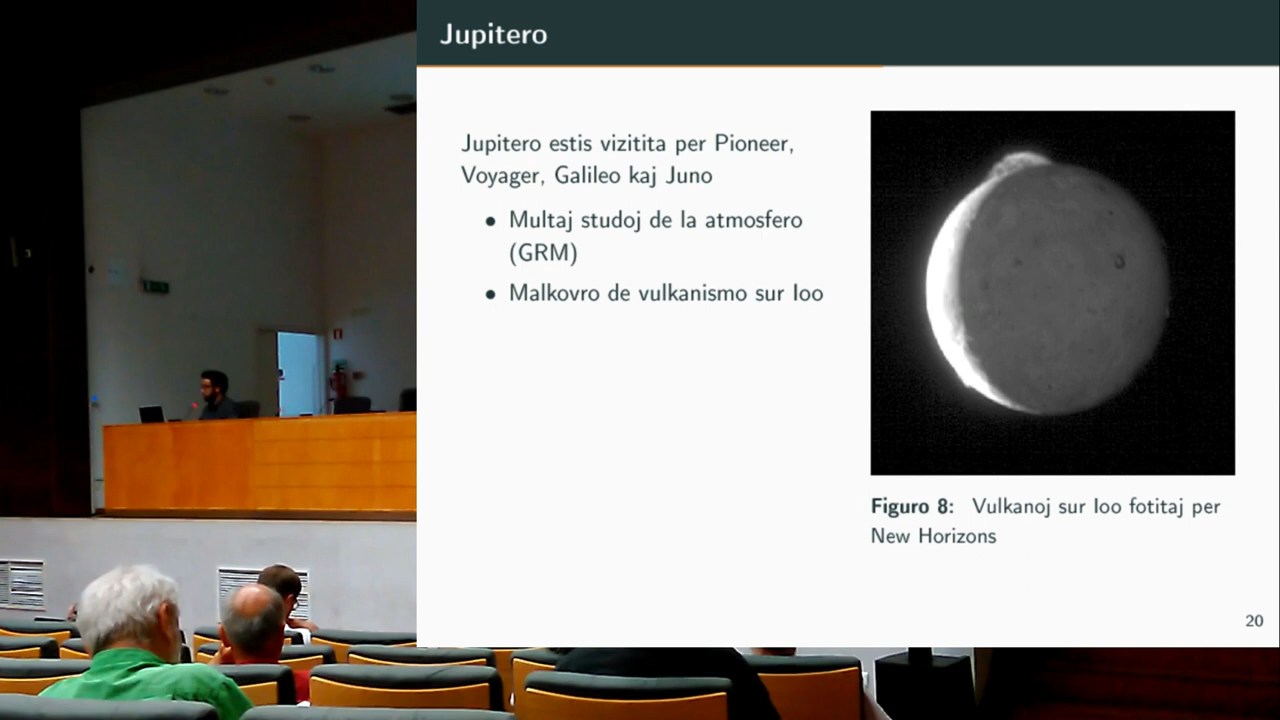 Jupitero
Jupitero estis vizitita per Pioneer,
Voyager, Galileo kaj Juno
• Multaj studoj de la atmosfero
(GRM)
• Malkovro de vulkanismo sur Ioo
Figuro 8: Vulkanoj sur Ioo fotitaj per
New Horizons
20